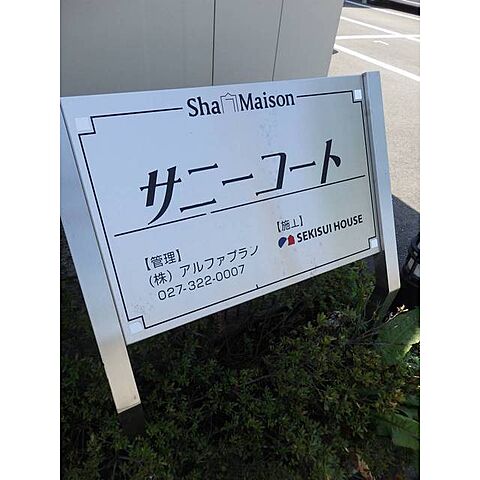 Sha Maison
サニーコート
【管理】
(株) アルファプラン
027-322-0007
【施工】
SEKISUI HOUSE